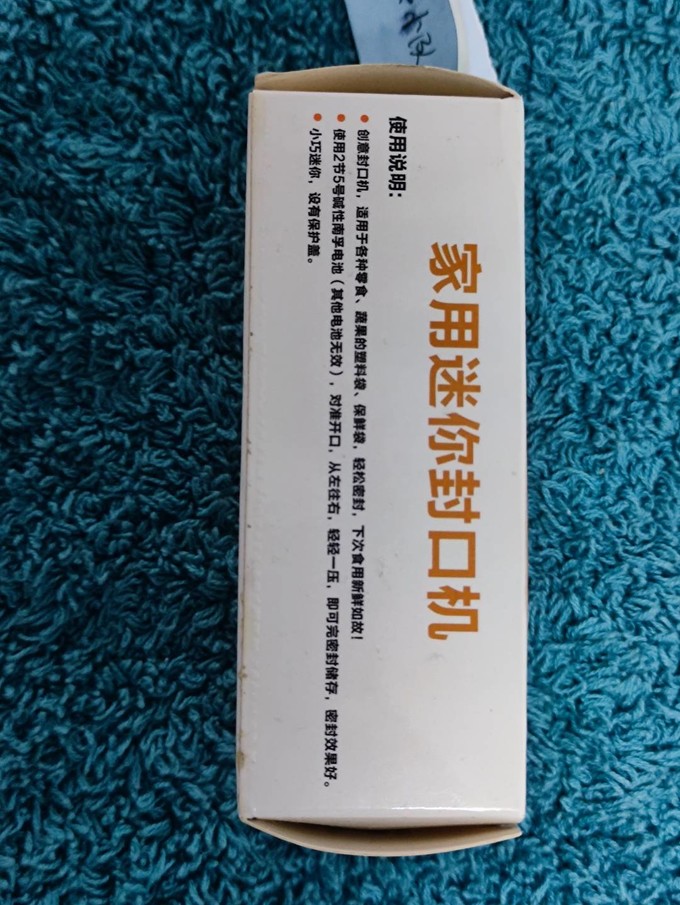 家用迷你封口机
使用说明：
● 创意封口机，适用于各种零食、蔬果的塑料袋、保鲜袋，轻松密封，下次食用新鲜如故！
● 使用2节5号碱性南孚电池（其他电池无效），对准开口，从左往右，轻轻一压，即可完密封储存，密封效果好。
● 小巧迷你，设有保护盖。